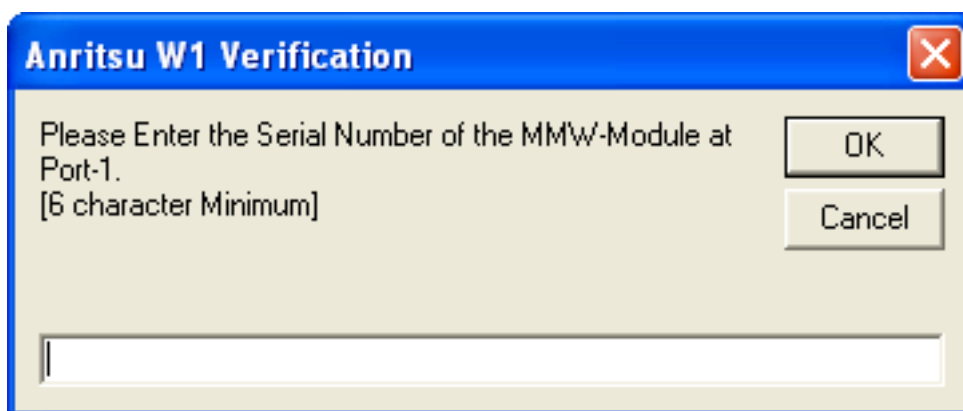 Anritsu W1 Verification
Please Enter the Serial Number of the MMW-Module at
Port-1.
[6 character Minimum]
OK
Cancel